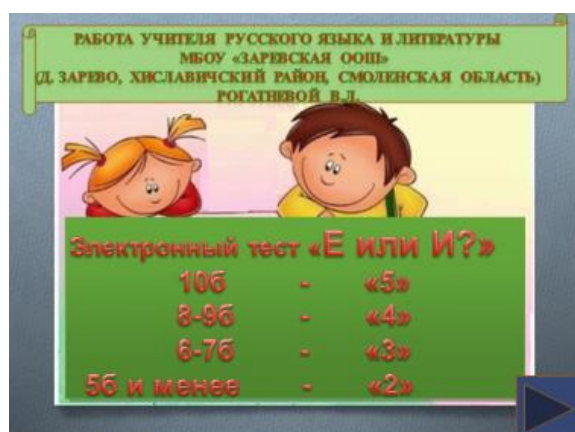 РАБОТА УЧИТЕЛЯ РУССКОГО ЯЗЫКА И ЛИТЕРАТУРЫ
МБОУ «ЗАРЕВСКАЯ ООШ»
(Д. ЗАРЕВО, ХИСЛАВИЧСКИЙ РАЙОН, СМОЛЕНСКАЯ ОБЛАСТЬ)
РОГАТНЕВОЙ В.Л.
Электронный тест «Е или И?»
10б - «5»
8-9б - «4»
6-7б - «3»
5б и менее - «2»